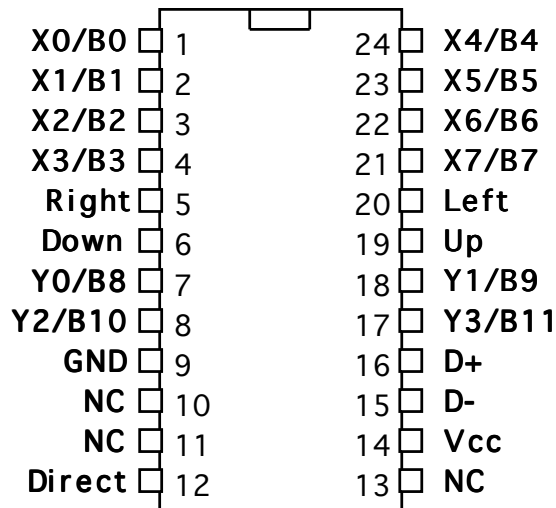 X0/B0 1 24 X4/B4
X1/B1 2 23 X5/B5
X2/B2 3 22 X6/B6
X3/B3 4 21 X7/B7
Right 5 20 Left
Down 6 19 Up
Y0/B8 7 18 Y1/B9
Y2/B10 8 17 Y3/B11
GND 9 16 D+
NC 10 15 D-
NC 11 14 Vcc
Direct 12 13 NC